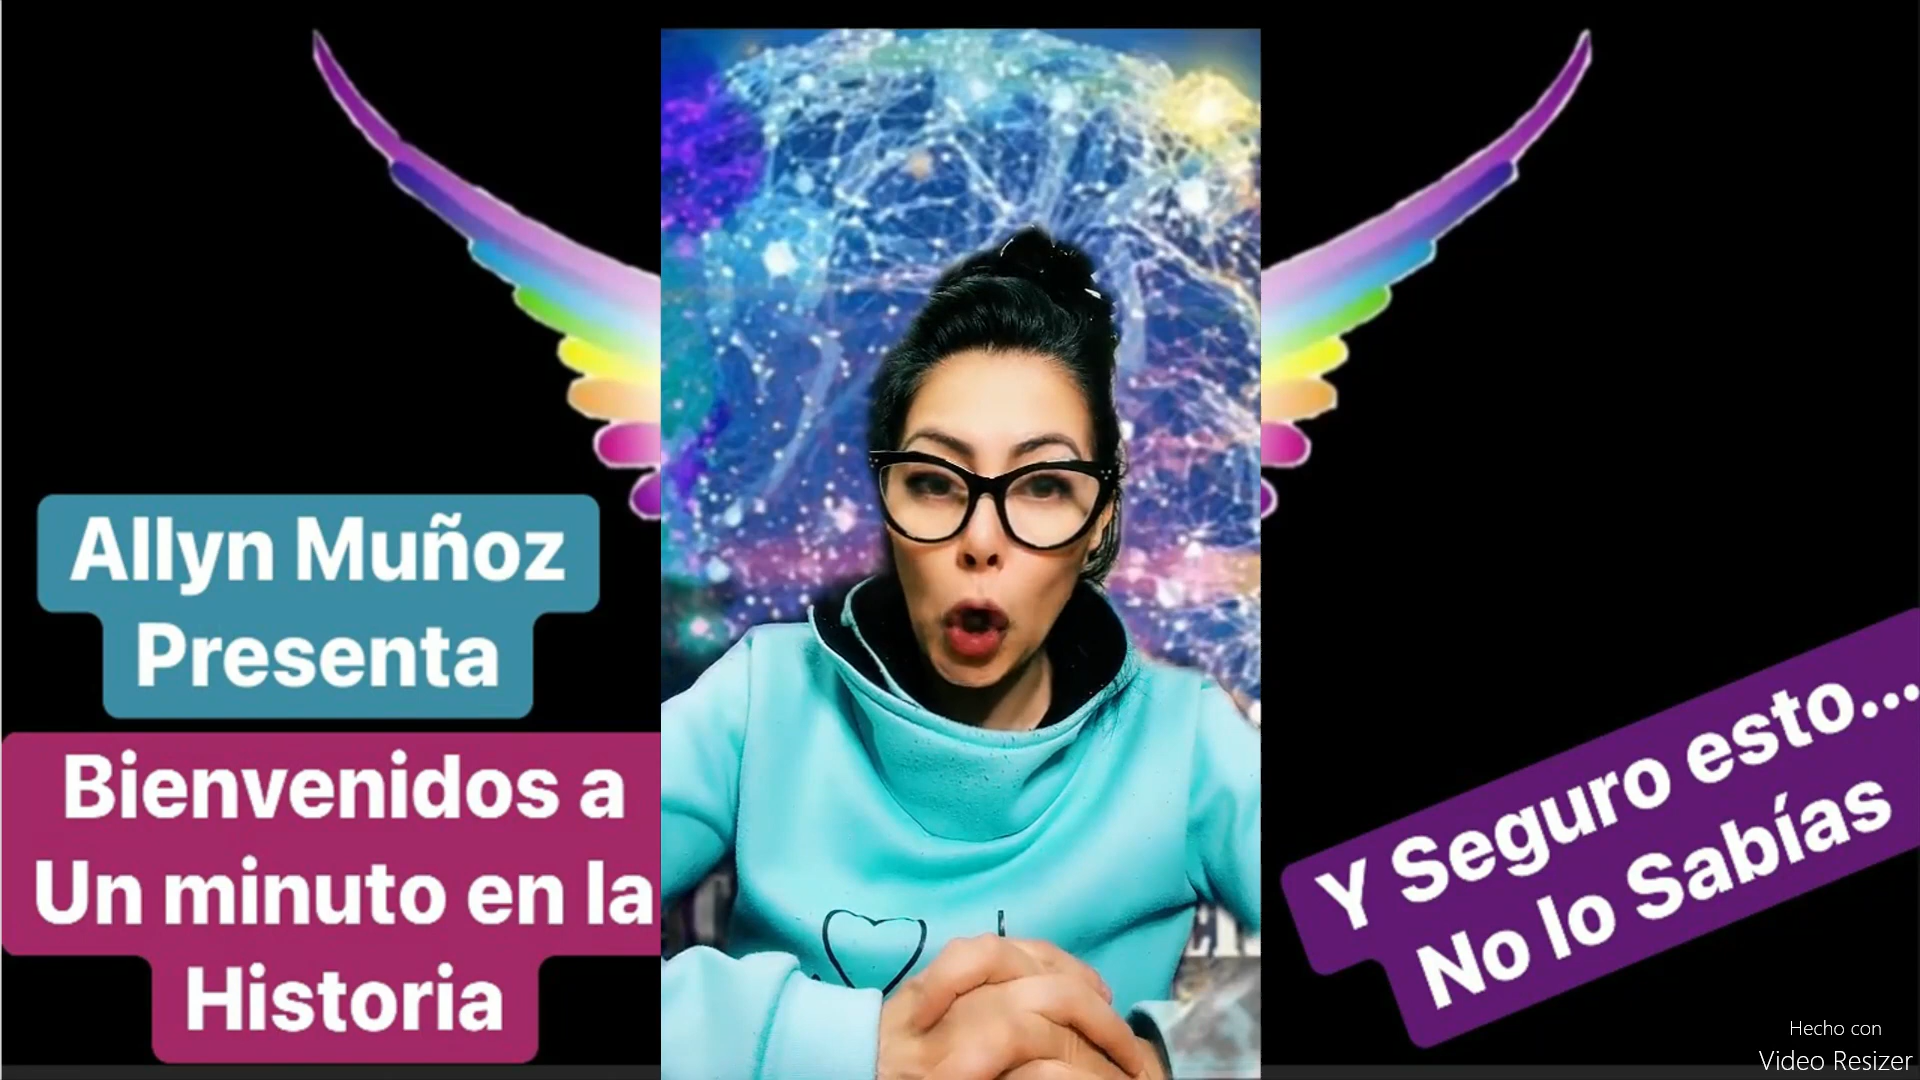 Allyn Muñoz
Presenta
Bienvenidos a
Un minuto en la
Historia
Y Seguro esto...
No lo Sabías
Hecho con
Video Resizer